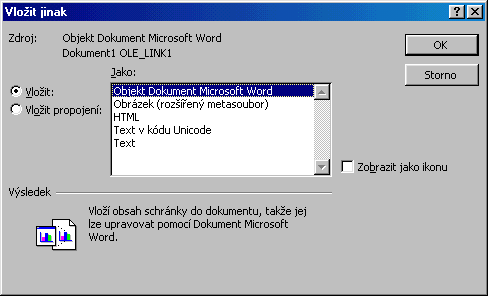 Vložit jinak
Zdroj: Objekt Dokument Microsoft Word
Dokument1 OLE_LINK1
OK
Storno
Jako:
Vložit:
Vložit propojení:
Objekt Dokument Microsoft Word
Obrázek (rozšířený metasoubor)
HTML
Text v kódu Unicode
Text
Zobrazit jako ikonu
Výsledek
Vloží obsah schránky do dokumentu, takže jej
lze upravovat pomocí Dokument Microsoft
Word.